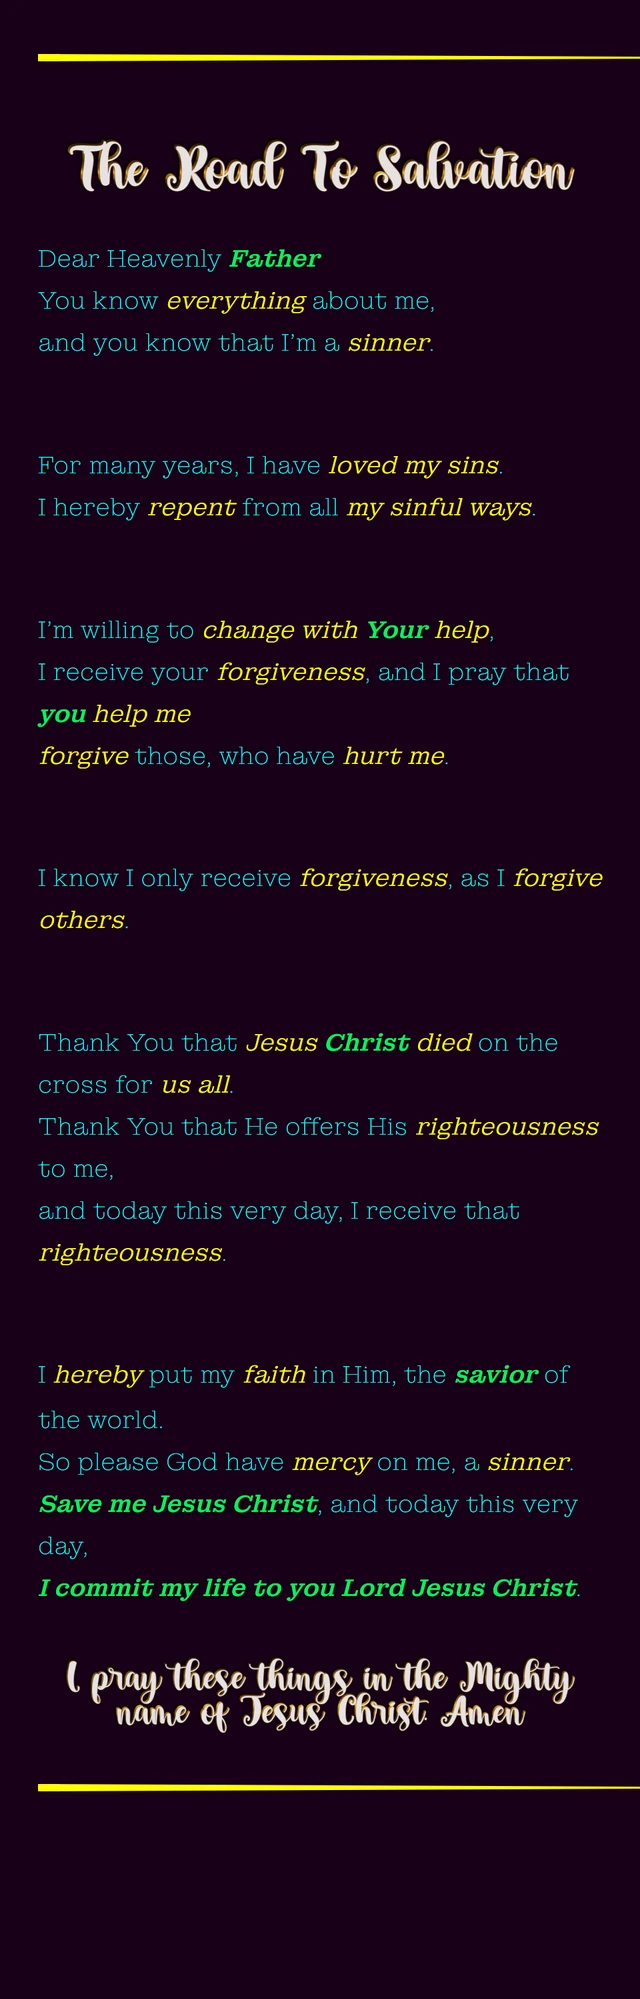 The Road To Salvation
Dear Heavenly Father
You know everything about me,
and you know that I’m a sinner.
For many years, I have loved my sins.
I hereby repent from all my sinful ways.
I’m willing to change with Your help,
I receive your forgiveness, and I pray that
you help me
forgive those, who have hurt me.
I know I only receive forgiveness, as I forgive
others.
Thank You that Jesus Christ died on the
cross for us all.
Thank You that He offers His righteousness
to me,
and today this very day, I receive that
righteousness.
I hereby put my faith in Him, the savior of
the world.
So please God have mercy on me, a sinner.
Save me Jesus Christ, and today this very
day,
I commit my life to you Lord Jesus Christ.
I pray these things in the Mighty
name of Jesus Christ. Amen